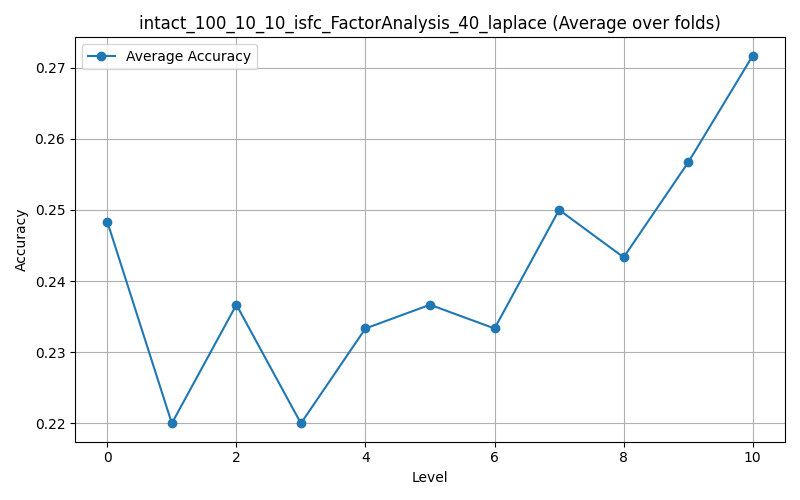 intact_100_10_10_isfc_FactorAnalysis_40_laplace (Average over folds)
Average Accuracy
0.27
0.26
0.25
0.24
0.23
0.22
Accuracy
0 2 4 6 8 10
Level